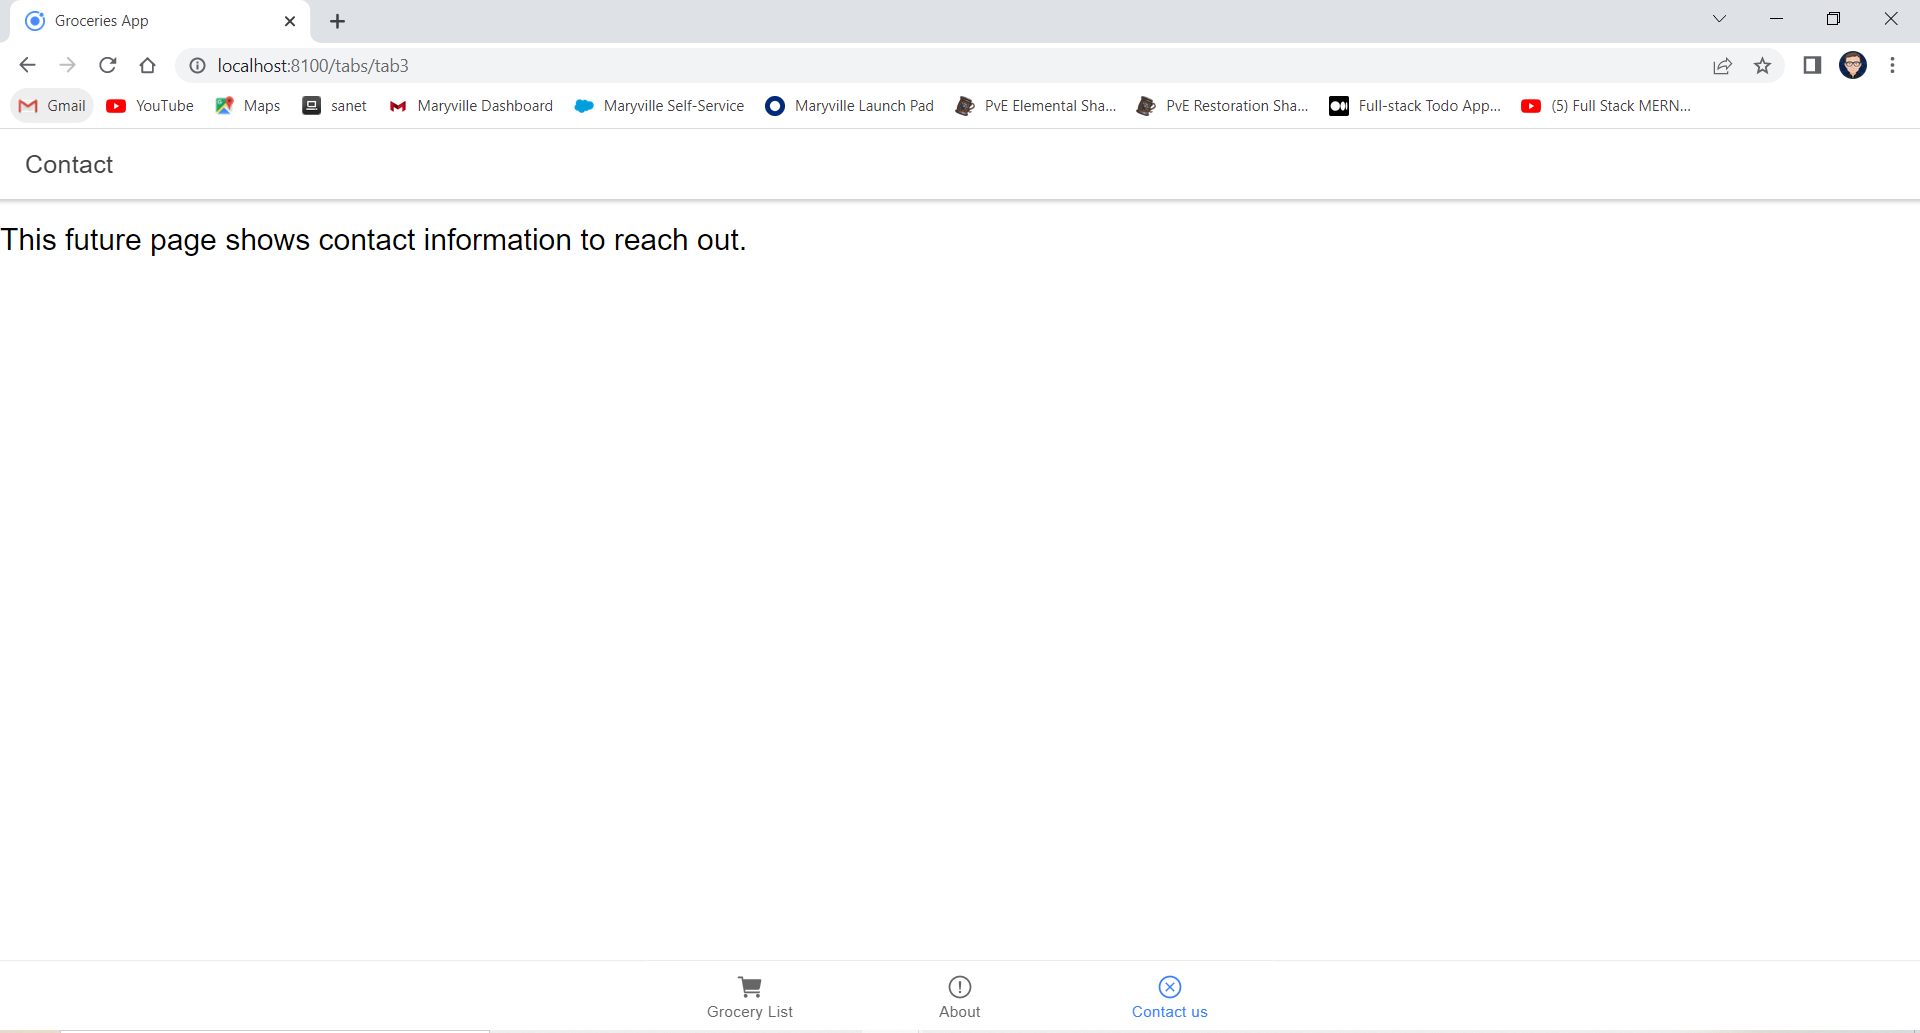 Groceries App
localhost:8100/tabs/tab3
Gmail YouTube Maps sanet Maryville Dashboard Maryville Self-Service Maryville Launch Pad PvE Elemental Sha... PvE Restoration Sha... Full-stack Todo App... (5) Full Stack MERN...
Contact
This future page shows contact information to reach out.
Grocery List About Contact us